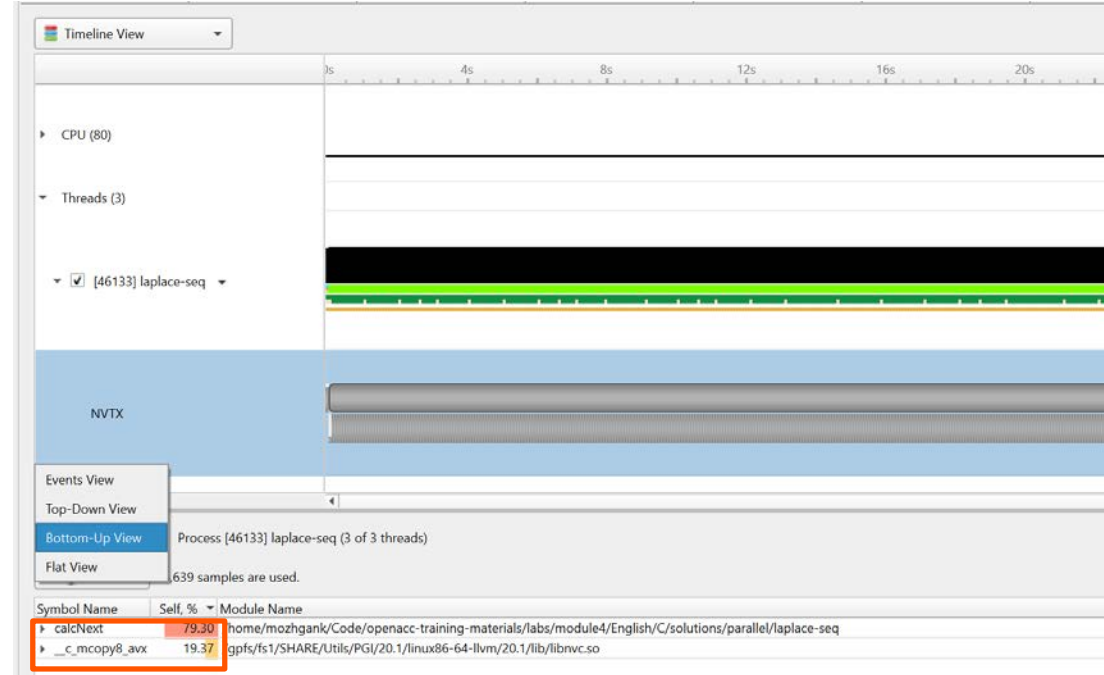 Timeline View
0s 4s 8s 12s 16s 20s
CPU (80)
Threads (3)
[46133] laplace-seq
NVTX
Events View
Top-Down View
Bottom-Up View
Process [46133] laplace-seq (3 of 3 threads)
Flat View
,639 samples are used.
Symbol Name Self, % Module Name
calcNext 79.30 /home/mozhgank/Code/openacc-training-materials/labs/module4/English/C/solutions/parallel/laplace-seq
__c_mcopy8_avx 19.37 /gpfs/fs1/SHARE/Utils/PGI/20.1/linux86-64-llvm/20.1/lib/libnvc.so